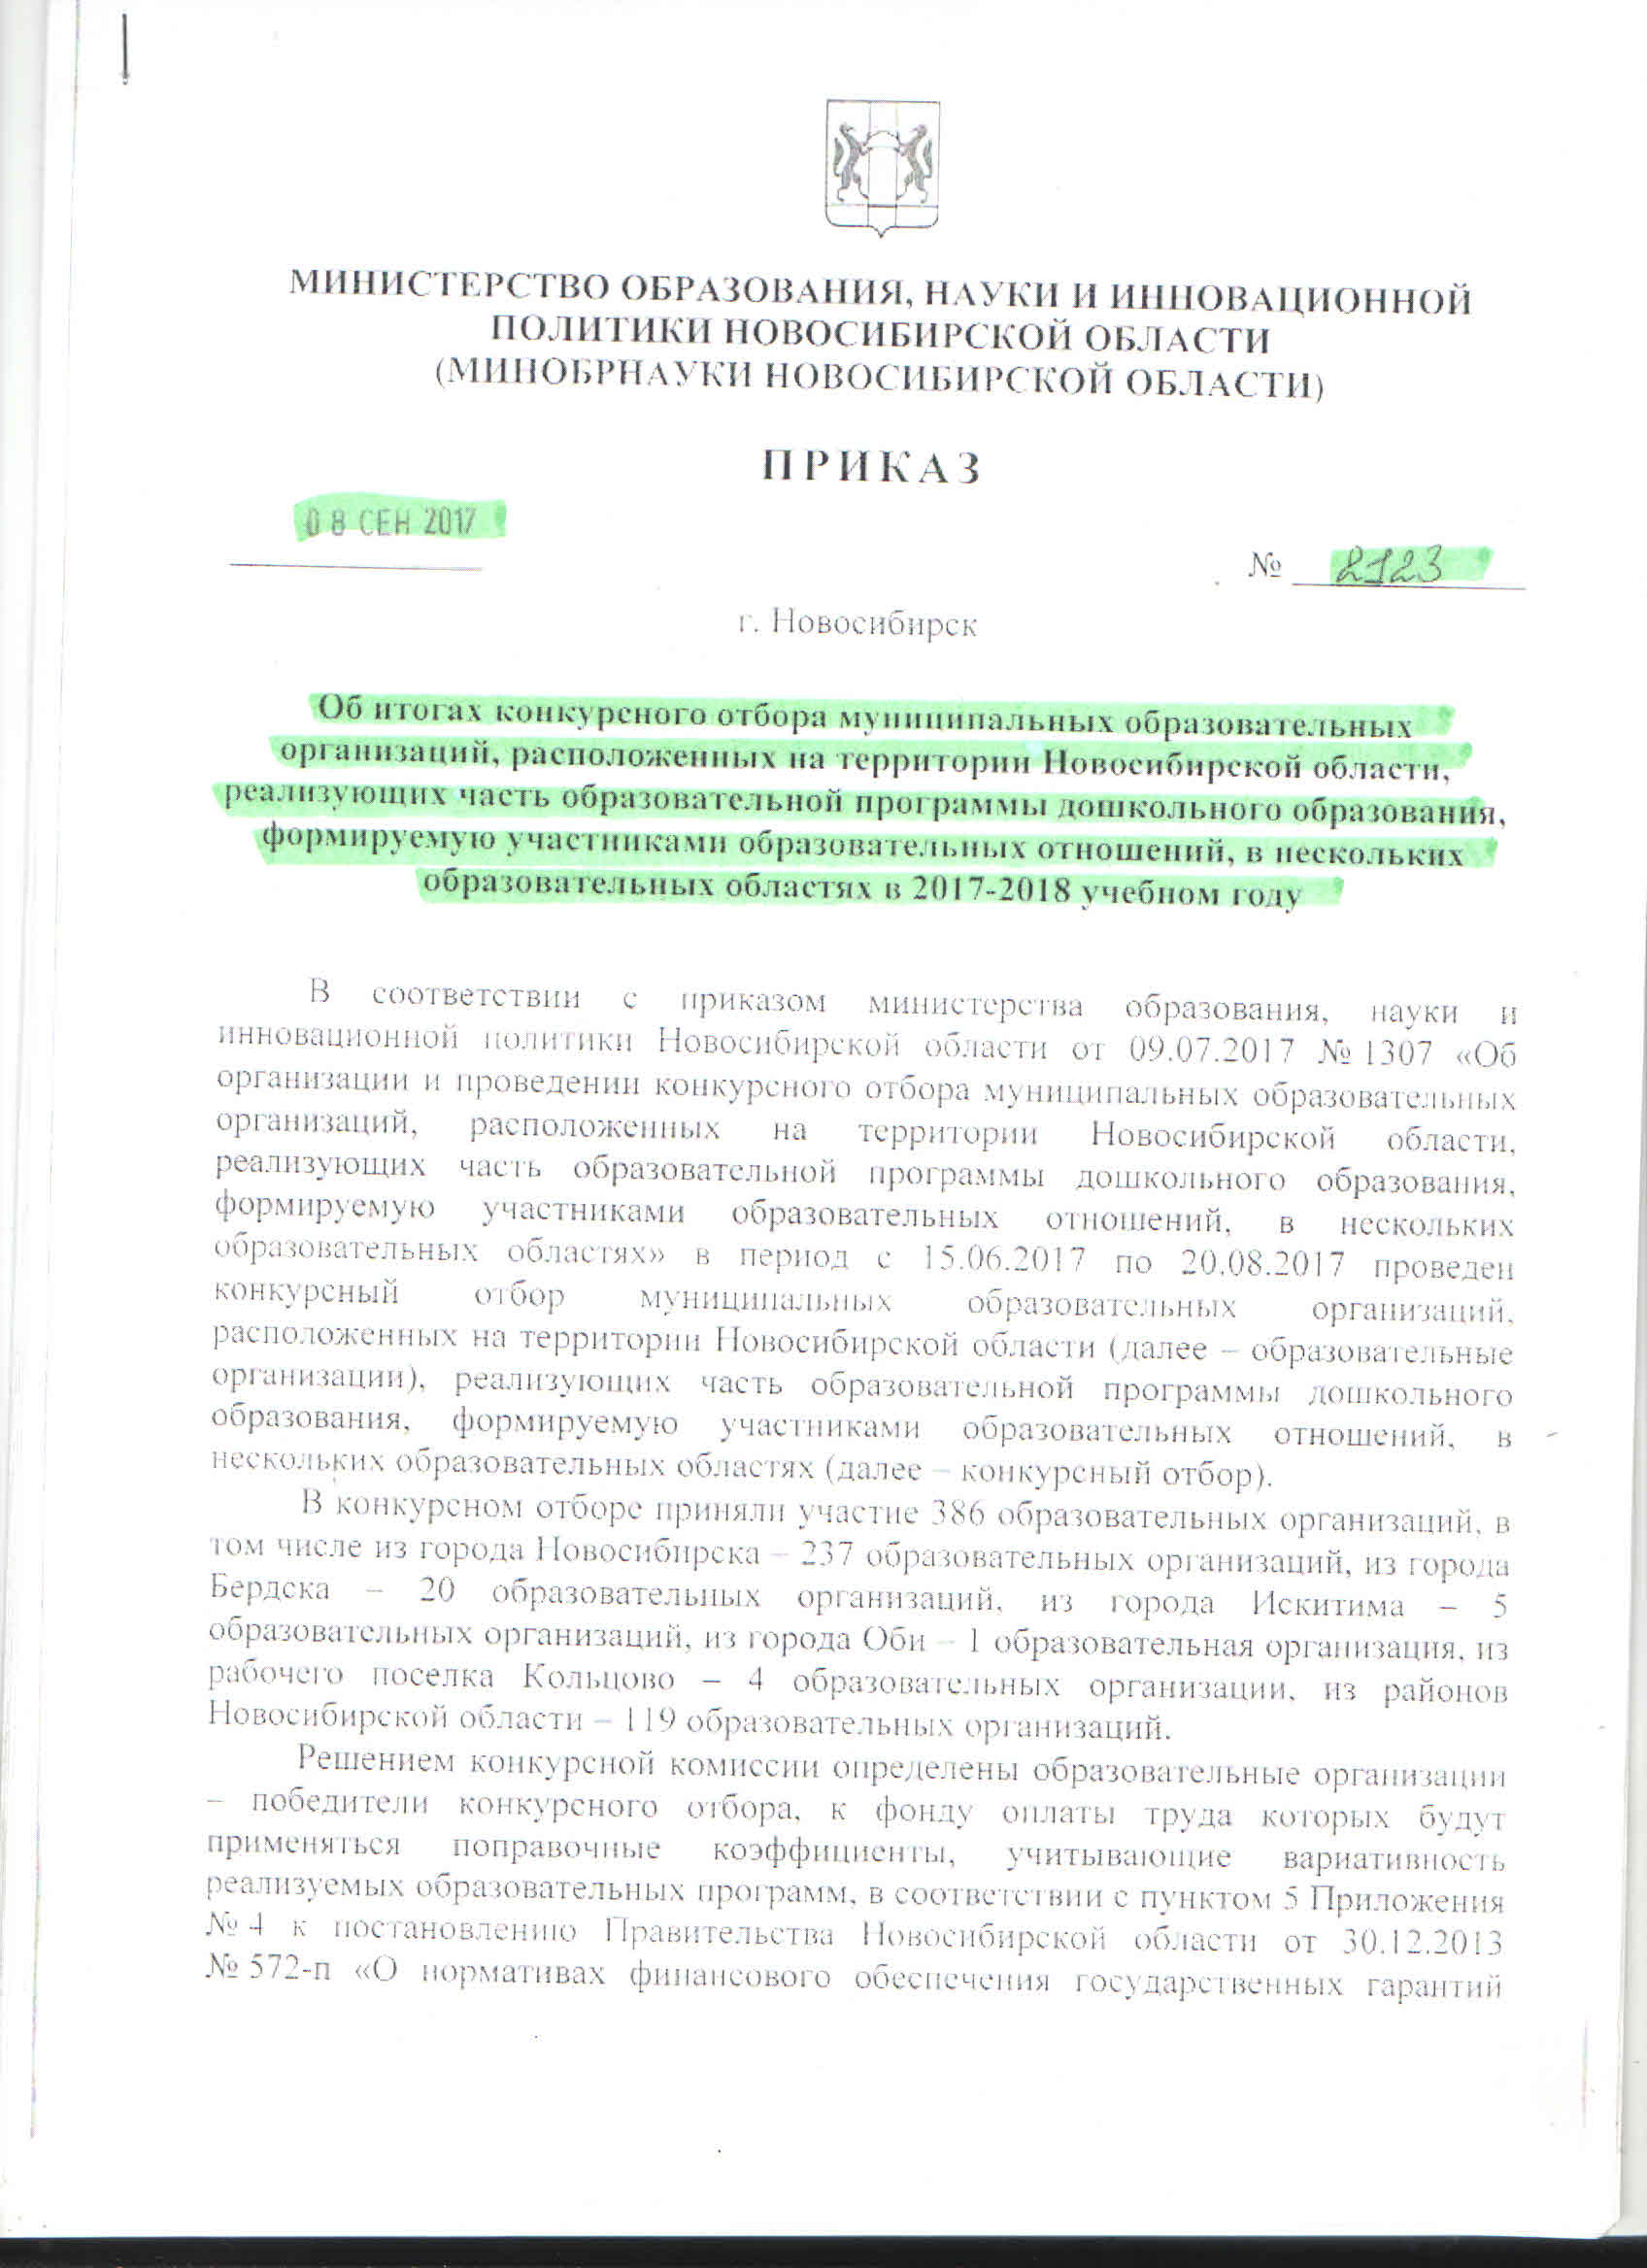 МИНИСТЕРСТВО ОБРАЗОВАНИЯ, НАУКИ И ИННОВАЦИОННОЙ
ПОЛИТИКИ НОВОСИБИРСКОЙ ОБЛАСТИ
(МИНОБРНАУКИ НОВОСИБИРСКОЙ ОБЛАСТИ)
ПРИКАЗ
08 СЕН 2017
№ 2123
г. Новосибирск
Об итогах конкурсного отбора муниципальных образовательных
организаций, расположенных на территории Новосибирской области,
реализующих часть образовательной программы дошкольного образования,
формируемую участниками образовательных отношений, в нескольких
образовательных областях в 2017-2018 учебном году
В соответствии с приказом министерства образования, науки и
инновационной политики Новосибирской области от 09.07.2017 № 1307 «Об
организации и проведении конкурсного отбора муниципальных образовательных
организаций, расположенных на территории Новосибирской области,
реализующих часть образовательной программы дошкольного образования,
формируемую участниками образовательных отношений, в нескольких
образовательных областях» в период с 15.06.2017 по 20.08.2017 проведен
конкурсный отбор муниципальных образовательных организаций,
расположенных на территории Новосибирской области (далее – образовательные
организации), реализующих часть образовательной программы дошкольного
образования, формируемую участниками образовательных отношений, в
нескольких образовательных областях (далее – конкурсный отбор).
В конкурсном отборе приняли участие 386 образовательных организаций, в
том числе из города Новосибирска – 237 образовательных организаций, из города
Бердска – 20 образовательных организаций, из города Искитима – 5
образовательных организаций, из города Оби – 1 образовательная организация, из
рабочего поселка Кольцово – 4 образовательных организации, из районов
Новосибирской области – 119 образовательных организаций.
Решением конкурсной комиссии определены образовательные организации
– победители конкурсного отбора, к фонду оплаты труда которых будут
применяться поправочные коэффициенты, учитывающие вариативность
реализуемых образовательных программ, в соответствии с пунктом 5 Приложения
№ 4 к постановлению Правительства Новосибирской области от 30.12.2013
№ 572-п «О нормативах финансового обеспечения государственных гарантий